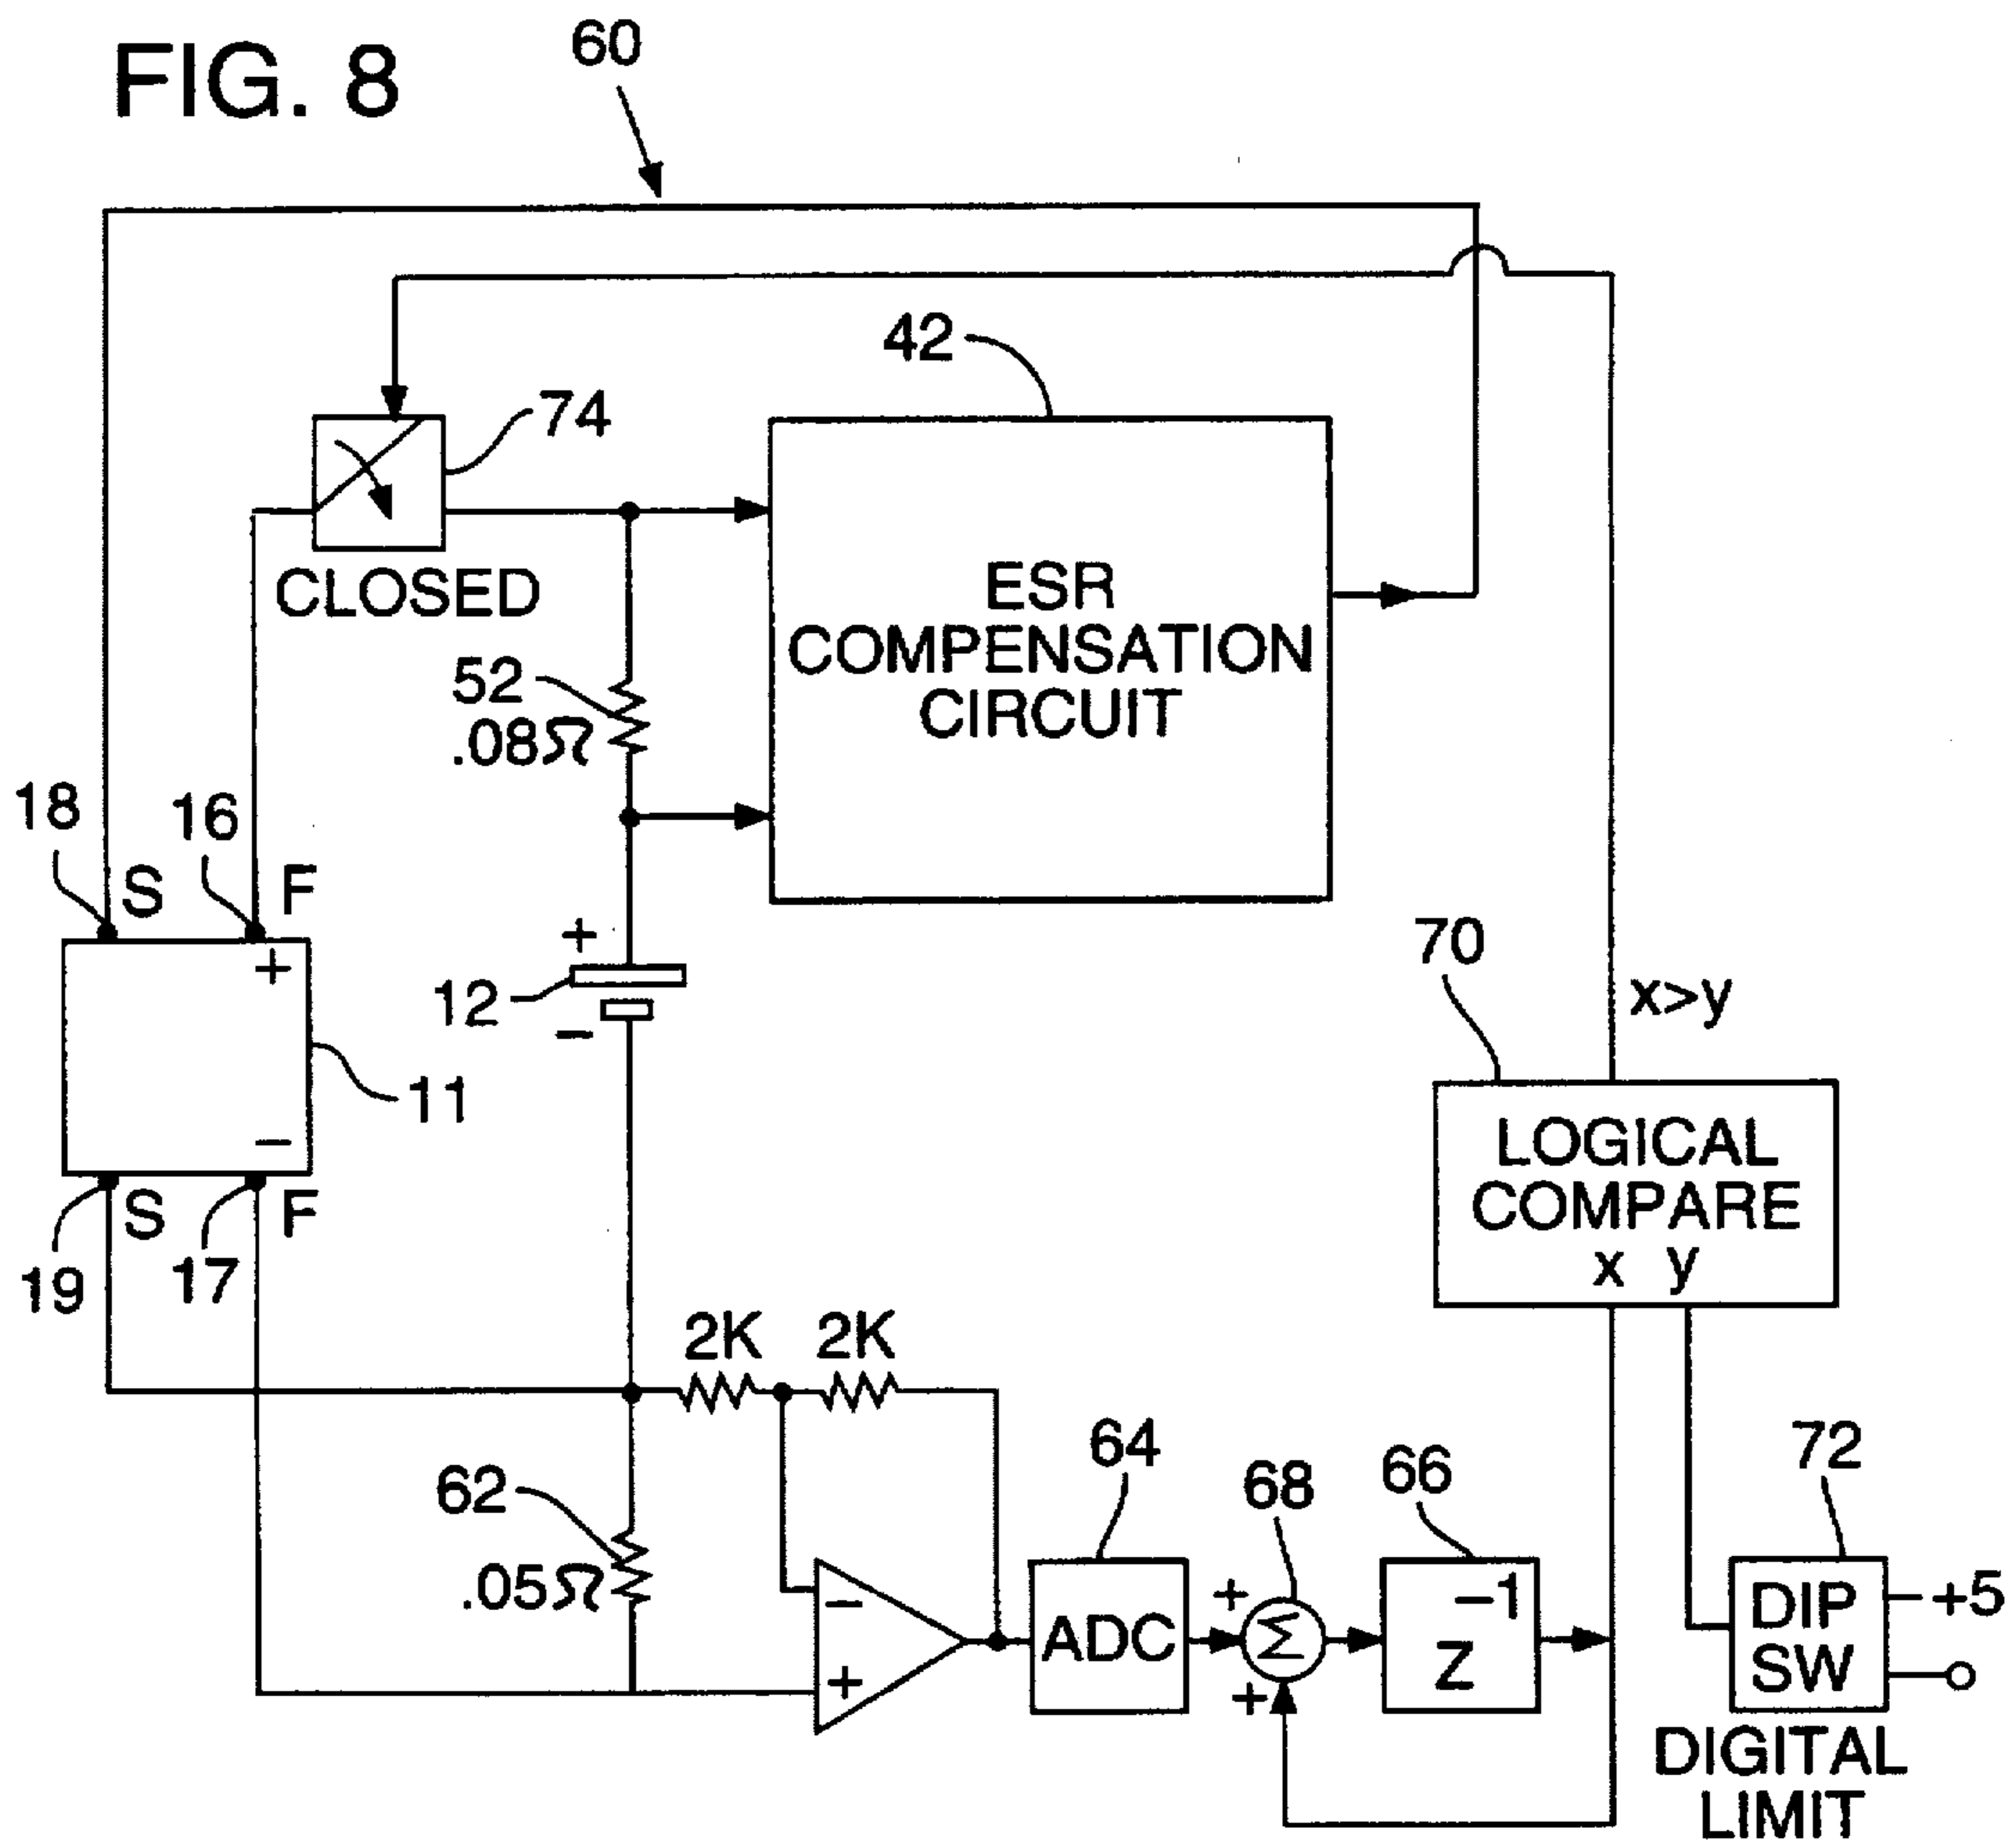 FIG. 8
60
42
74
CLOSED
ESR
COMPENSATION
CIRCUIT
52
.08Ω
18
16
S
F
+
+
12
−
70
x>y
11
−
LOGICAL
COMPARE
x y
S
F
19
17
2K
2K
62
.05Ω
64
68
66
72
−
+
ADC
+
Σ
+
−1
Z
DIP
SW
+5
DIGITAL
LIMIT